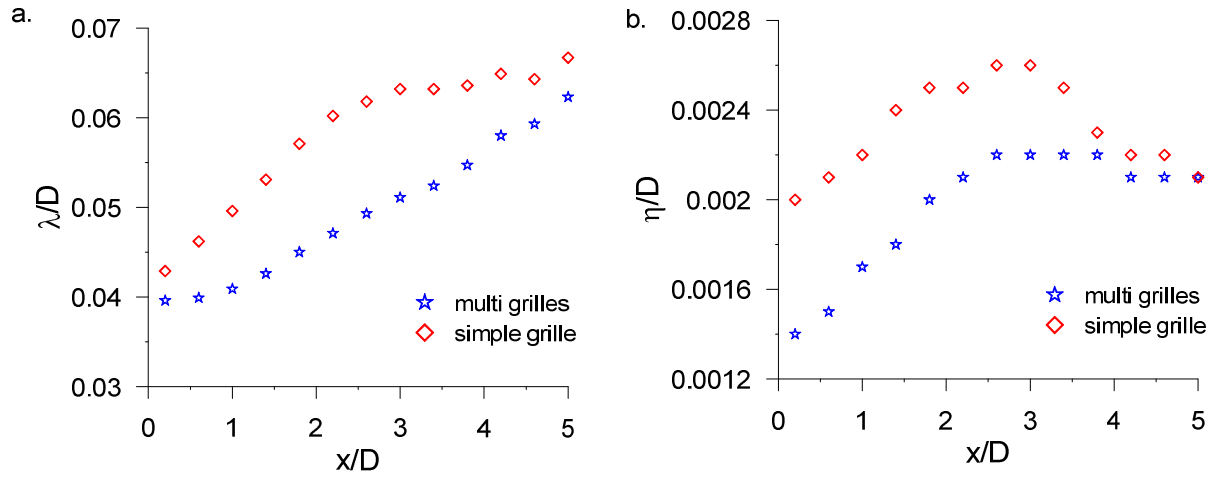 a.
0.07
0.06
0.05
0.04
0.03
λ/D
0
1
2
3
4
5
x/D
multi grilles
simple grille
b.
0.0028
0.0024
0.002
0.0016
0.0012
η/D
0
1
2
3
4
5
x/D
multi grilles
simple grille